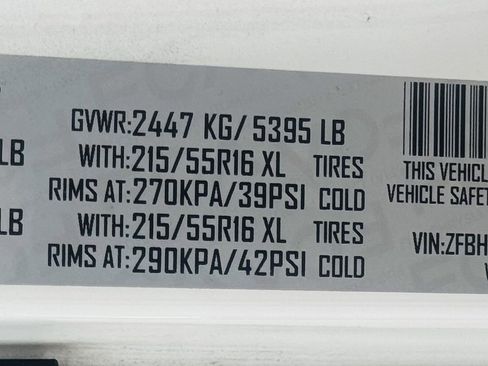 GVWR:2447 KG/ 5395 LB
LB WITH:215/55R16 XL TIRES
RIMS AT:270KPA/39PSI COLD
LB WITH:215/55R16 XL TIRES
RIMS AT:290KPA/42PSI COLD
THIS VEHICL
VEHICLE SAFET
VIN:ZFBH